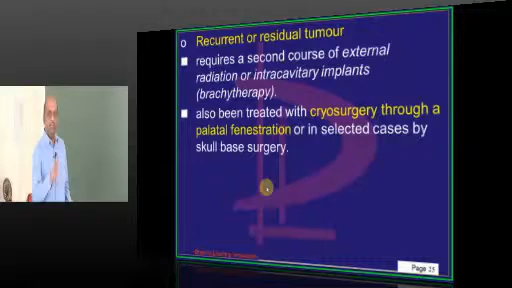 Recurrent or residual tumour
requires a second course of external
radiation or intracavitary implants
(brachytherapy).
also been treated with cryosurgery through a
palatal fenestration or in selected cases by
skull base surgery.
Page 25